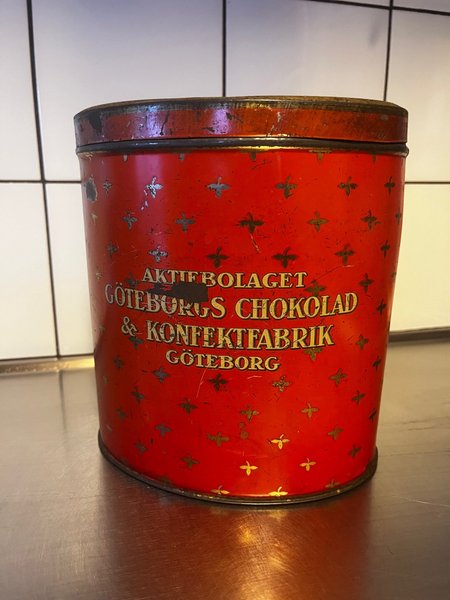 AKTIEBOLAGET
GÖTEBORGS CHOKOLAD
& KONFEKTFABRIK
GÖTEBORG